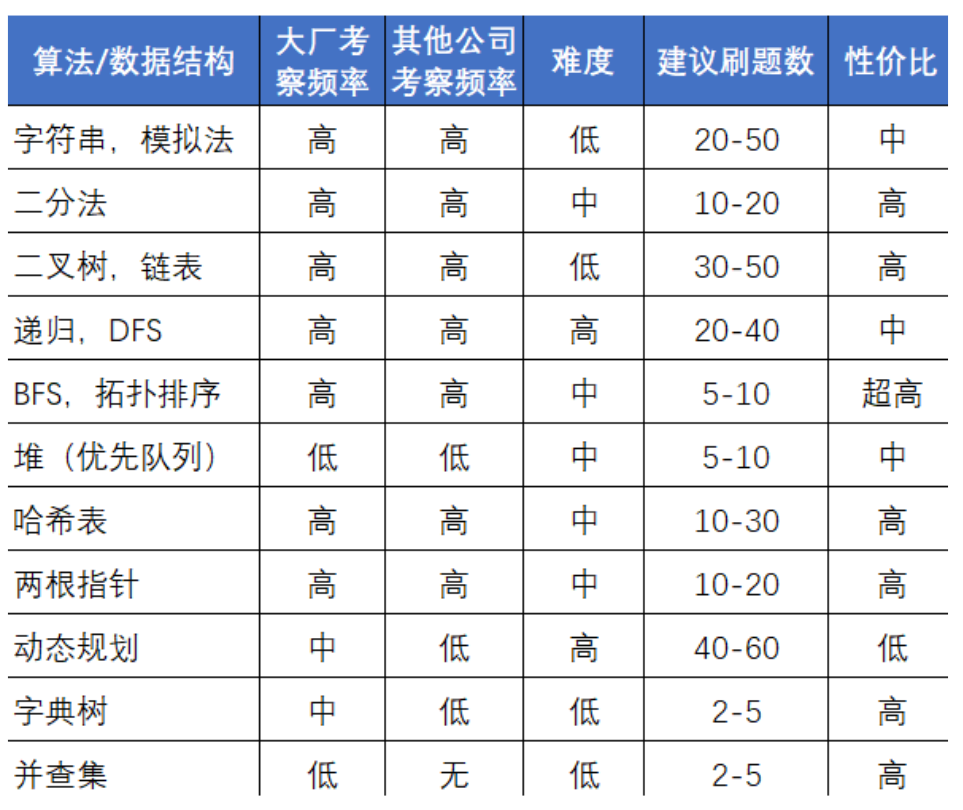 算法/数据结构 大厂考察频率 其他公司考察频率 难度 建议刷题数 性价比
字符串，模拟法 高 高 低 20-50 中
二分法 高 高 中 10-20 高
二叉树，链表 高 高 低 30-50 高
递归，DFS 高 高 高 20-40 中
BFS，拓扑排序 高 高 中 5-10 超高
堆（优先队列） 低 低 中 5-10 中
哈希表 高 高 中 10-30 高
两根指针 高 高 中 10-20 高
动态规划 中 低 高 40-60 低
字典树 中 低 低 2-5 高
并查集 低 无 低 2-5 高